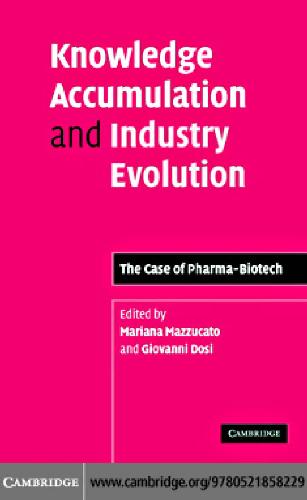 Knowledge
Accumulation
and Industry
Evolution
The Case of Pharma-Biotech
Edited by
Mariana Mazzucato
and Giovanni Dosi
CAMBRIDGE
CAMBRIDGE www.cambridge.org/9780521858229